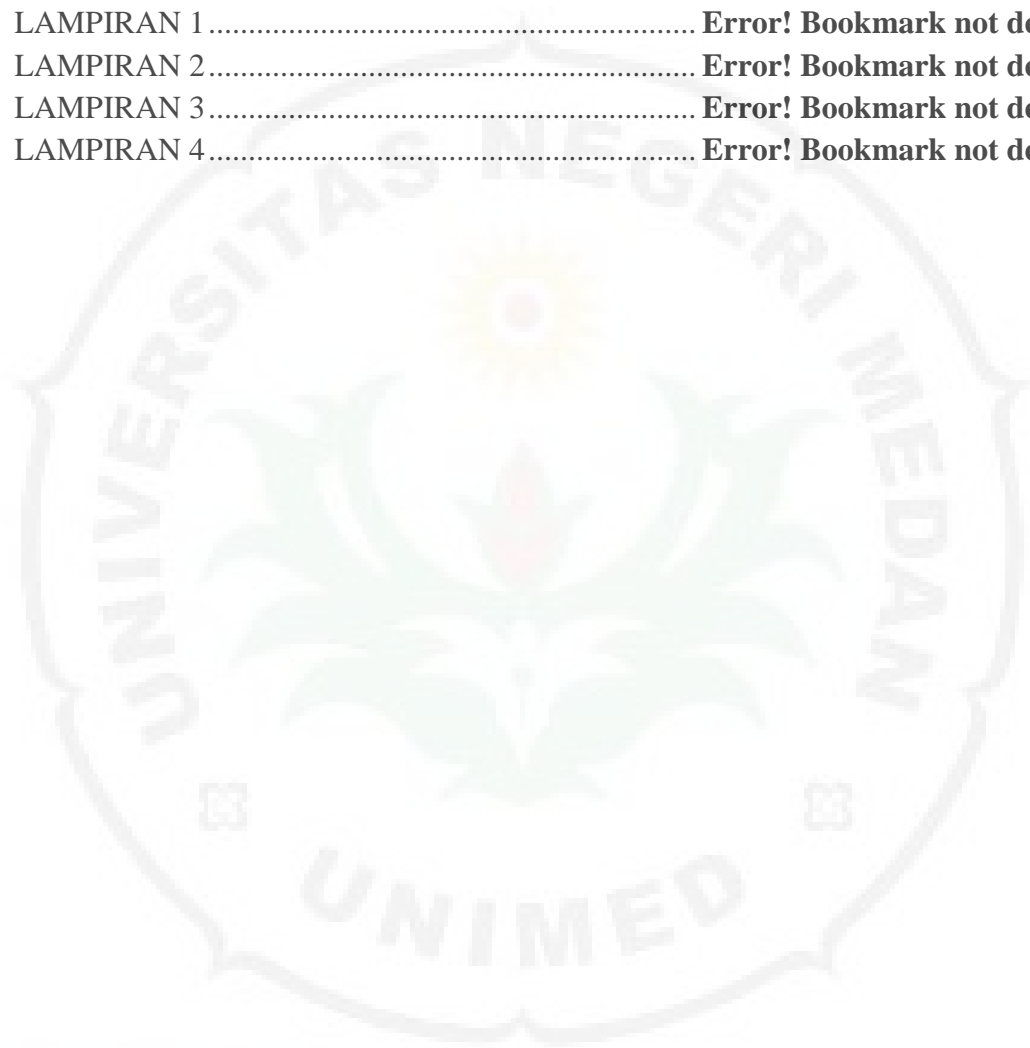 LAMPIRAN 1............................................................. Error! Bookmark not de
LAMPIRAN 2............................................................. Error! Bookmark not de
LAMPIRAN 3............................................................. Error! Bookmark not de
LAMPIRAN 4............................................................. Error! Bookmark not de
UNIVERSITAS NEGERI MEDAN
UNIMED